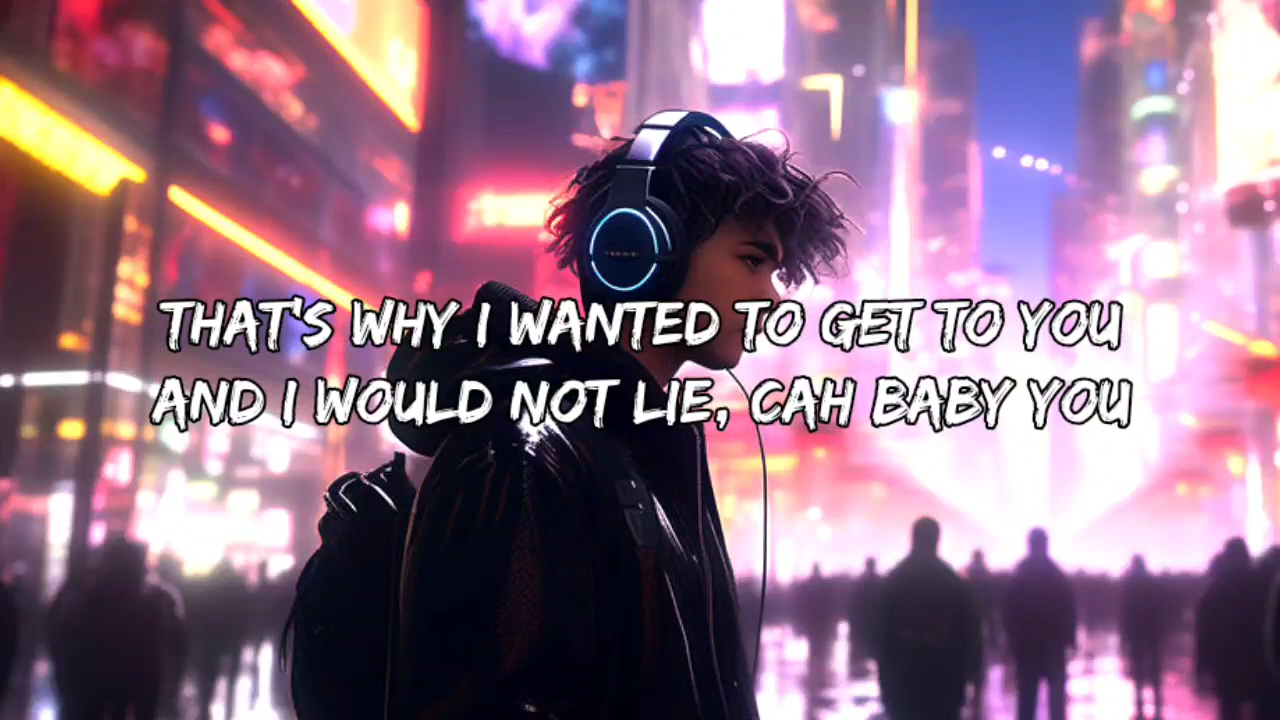 THAT'S WHY I WANTED TO GET TO YOU
AND I WOULD NOT LIE, CAH BABY YOU